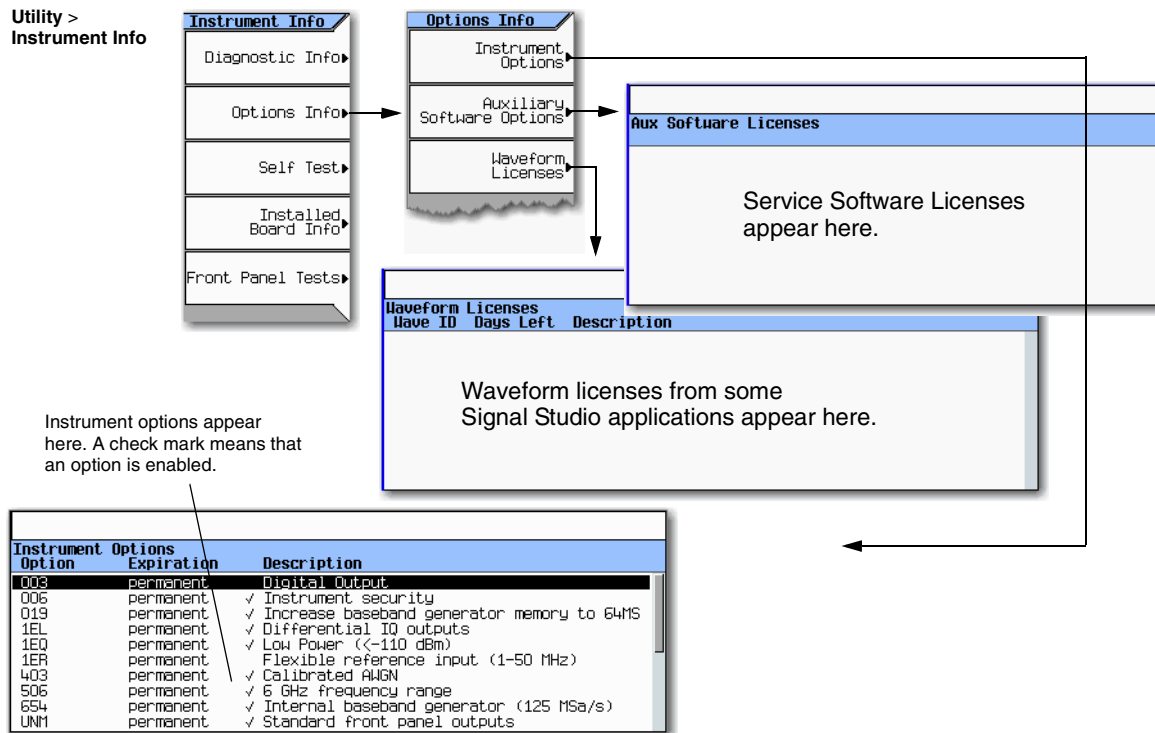 Utility >
Instrument Info
Instrument Info
Diagnostic Info
Options Info
Self Test
Installed
Board Info
Front Panel Tests
Options Info
Instrument
Options
Auxiliary
Software Options
Waveform
Licenses
Aux Software Licenses
Service Software Licenses
appear here.
Waveform Licenses
Wave ID Days Left Description
Waveform licenses from some
Signal Studio applications appear here.
Instrument options appear
here. A check mark means that
an option is enabled.
Instrument Options
Option Expiration Description
003 permanent Digital Output
006 permanent ✓ Instrument security
019 permanent ✓ Increase baseband generator memory to 64MS
1EL permanent ✓ Differential IQ outputs
1EQ permanent ✓ Low Power (<-110 dBm)
1ER permanent Flexible reference input (1-50 MHz)
403 permanent ✓ Calibrated AWGN
506 permanent ✓ 6 GHz frequency range
654 permanent ✓ Internal baseband generator (125 MSa/s)
UNM permanent ✓ Standard front panel outputs